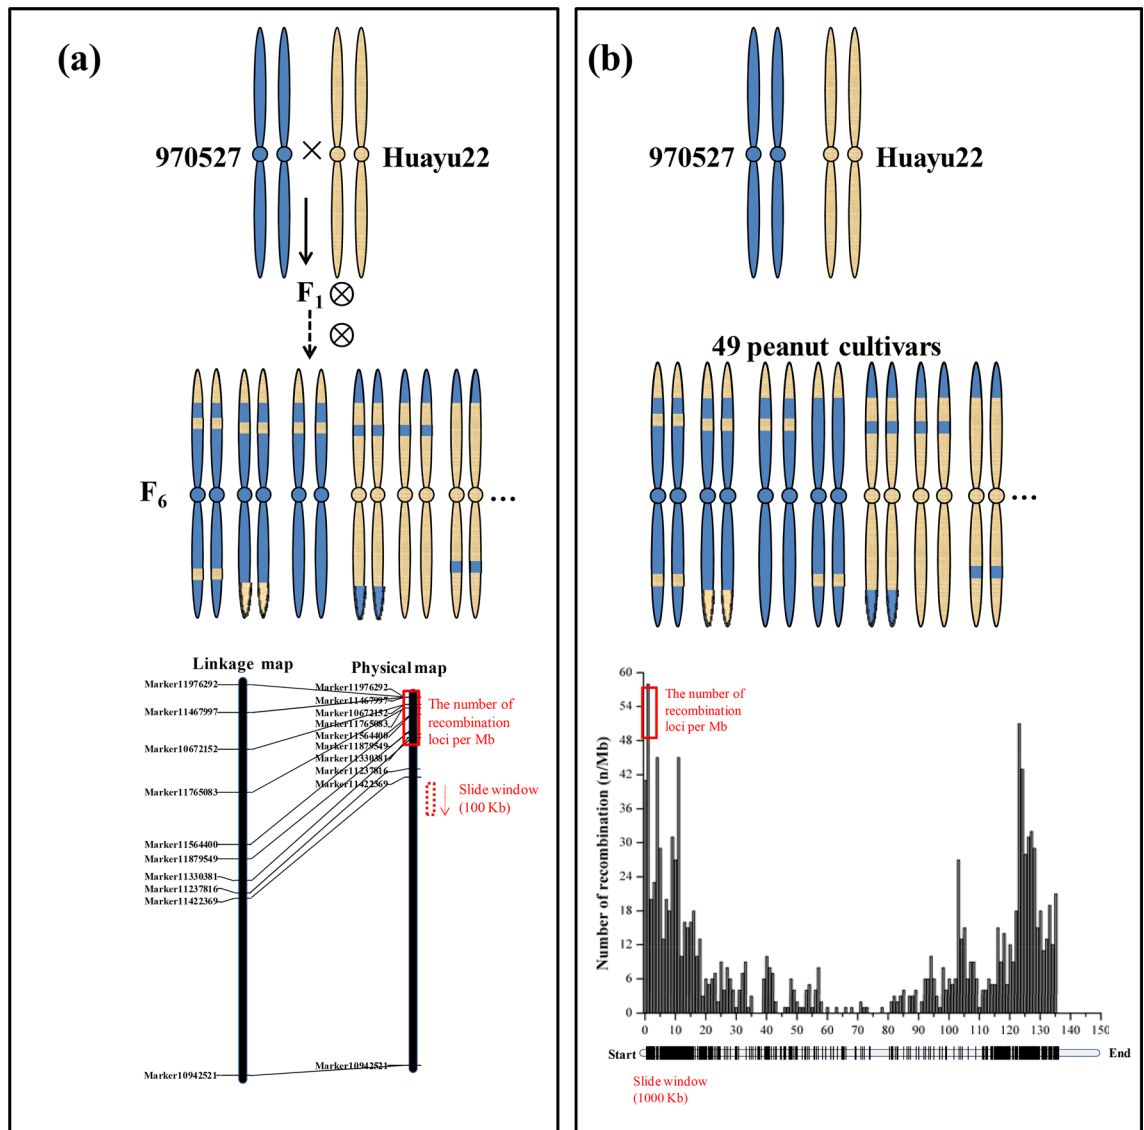 (a)
970527
×
Huayu22
F1
F6
...
Linkage map
Physical map
Marker11976292
Marker11467997
Marker10672152
Marker11765083
Marker11564400
Marker11879549
Marker11330381
Marker11237816
Marker11422369
Marker10942521
Marker11976292
Marker11467997
Marker10672152
Marker11765083
Marker11564400
Marker11879549
Marker11330381
Marker11237816
Marker11422369
Marker10942521
The number of
recombination
loci per Mb
Slide window
(100 Kb)
(b)
970527
Huayu22
49 peanut cultivars
...
Number of recombination (n/Mb)
60
54
48
42
36
30
24
18
12
6
0
The number of
recombination
loci per Mb
0 10 20 30 40 50 60 70 80 90 100 110 120 130 140 150
Start
End
Slide window
(1000 Kb)